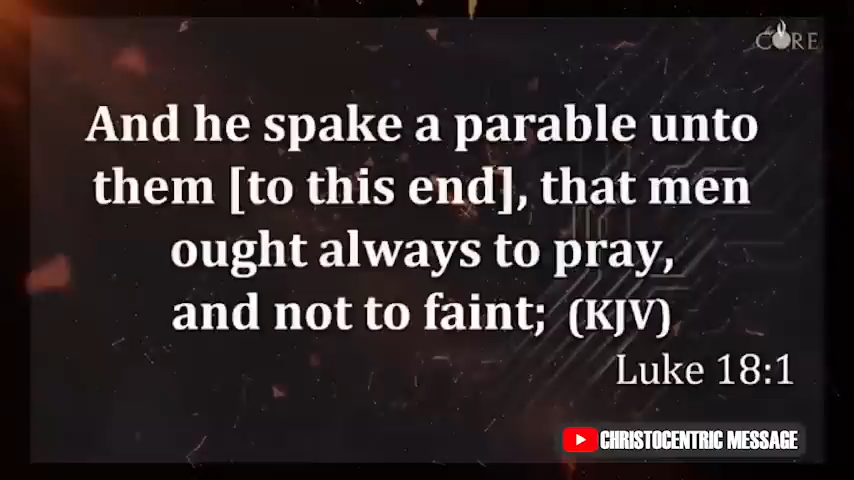 CORE
And he spake a parable unto
them [to this end], that men
ought always to pray,
and not to faint; (KJV)
Luke 18:1
CHRISTOCENTRIC MESSAGE